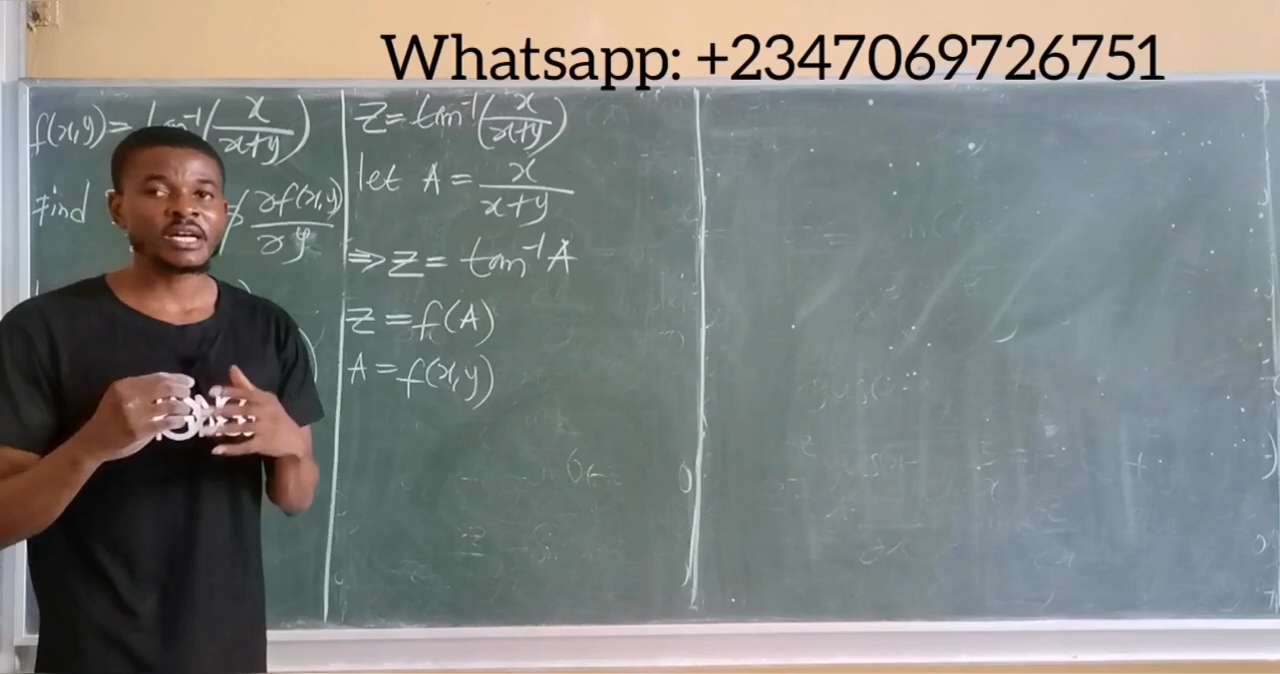 Whatsapp: +2347069726751
f(x,y) = tan⁻¹(x/(x+y))
Find ∂f(x,y)/∂y
Z = tan⁻¹(x/(x+y))
let A = x/(x+y)
⇒ Z = tan⁻¹A
Z = f(A)
A = f(x,y)